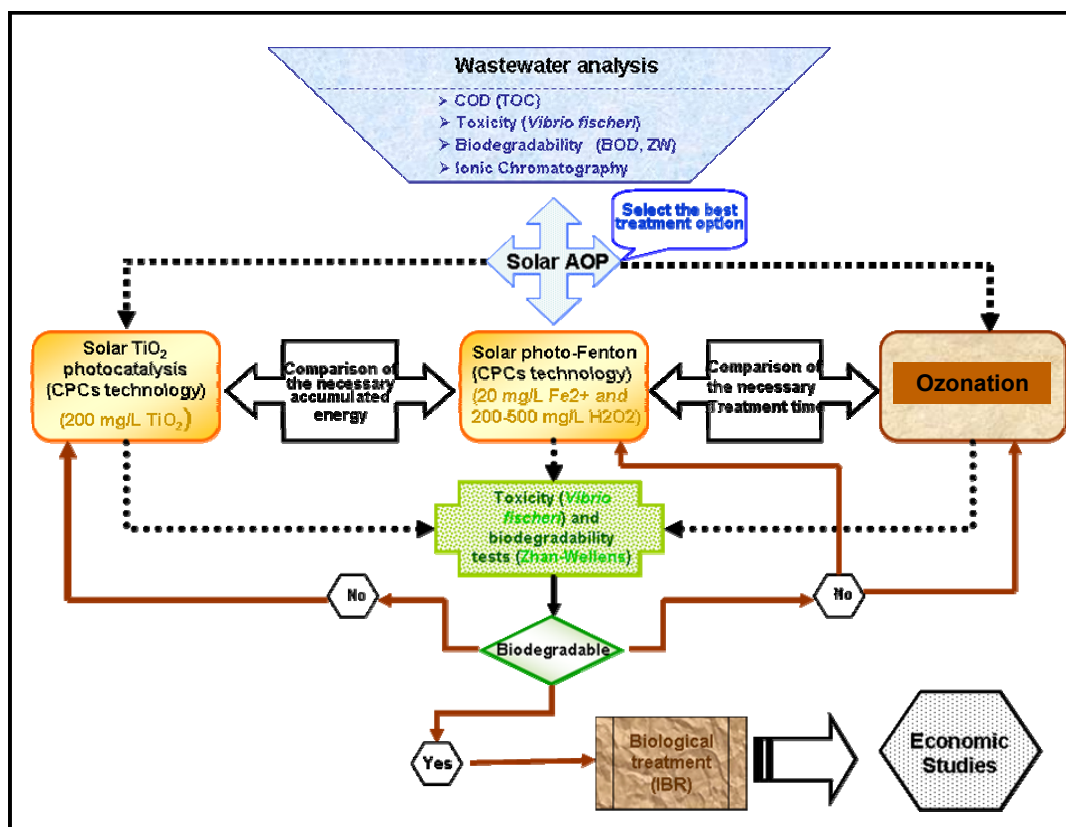 Wastewater analysis
➢ COD (TOC)
➢ Toxicity (Vibrio fischeri)
➢ Biodegradability (BOD, ZW)
➢ Ionic Chromatography
Select the best
treatment option
Solar AOP
Solar TiO₂
photocatalysis
(CPCs technology)
(200 mg/L TiO₂)
Comparison of
the necessary
accumulated
energy
Solar photo-Fenton
(CPCs technology)
(20 mg/L Fe2+ and
200-500 mg/L H2O2)
Comparison of
the necessary
Treatment time
Ozonation
Toxicity (Vibrio
fischeri) and
biodegradability
tests (Zhan-Wellens)
No
No
Biodegradable
Yes
Biological
treatment
(IBR)
Economic
Studies